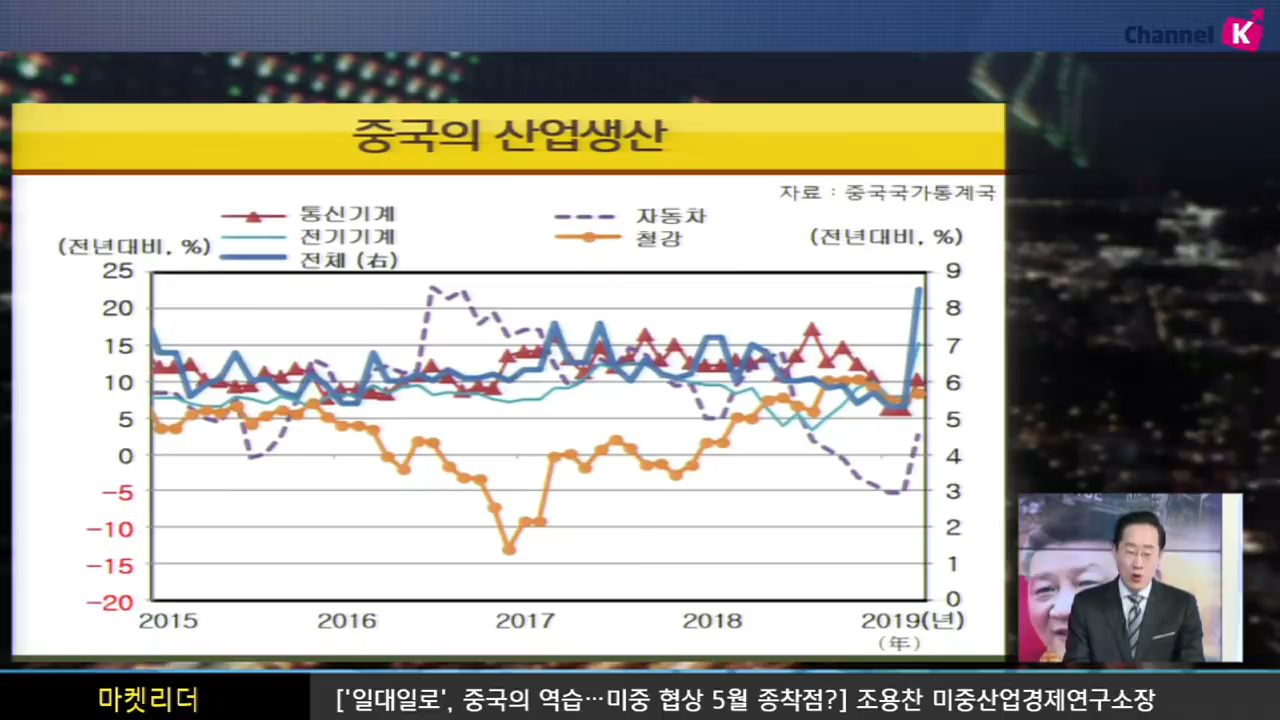 Channel K
중국의 산업생산
자료 : 중국국가통계국
통신기계
자동차
전기기계
철강
전체 (右)
(전년대비, %)
(전년대비, %)
25
20
15
10
5
0
−5
−10
−15
−20
9
8
7
6
5
4
3
2
1
0
2015 2016 2017 2018 2019(년)
(年)
마켓리더
['일대일로', 중국의 역습…미중 협상 5월 종착점?] 조용찬 미중산업경제연구소장